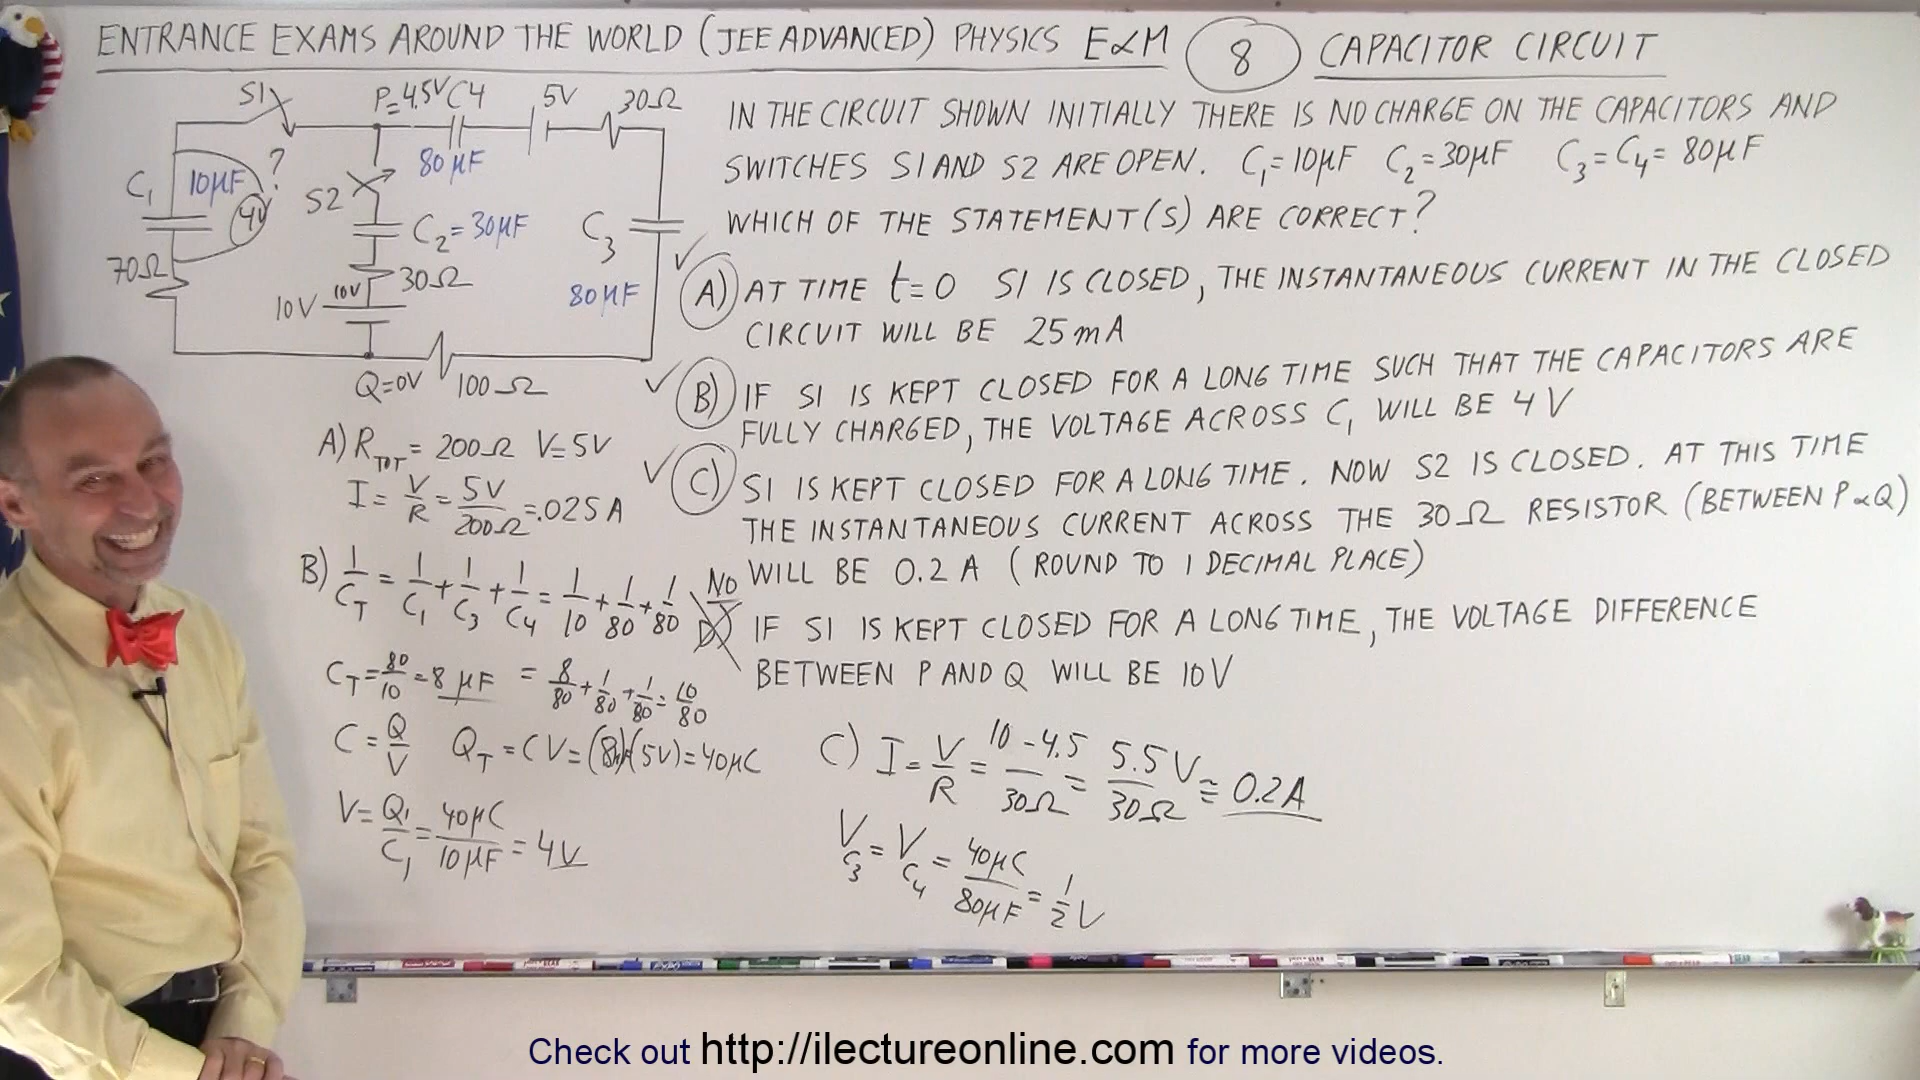 ENTRANCE EXAMS AROUND THE WORLD (JEE ADVANCED) PHYSICS E&M 8 CAPACITOR CIRCUIT
S1 P=4.5V C4 5V 30Ω
C1 10μF ? 4V S2 80μF
C2=30μF C3
70Ω 10V 10V 30Ω 80μF
Q=0V 100Ω
IN THE CIRCUIT SHOWN INITIALLY THERE IS NO CHARGE ON THE CAPACITORS AND
SWITCHES S1 AND S2 ARE OPEN. C1=10μF C2=30μF C3=C4=80μF
WHICH OF THE STATEMENT(S) ARE CORRECT?
✓ A) AT TIME t=0 S1 IS CLOSED, THE INSTANTANEOUS CURRENT IN THE CLOSED
CIRCUIT WILL BE 25mA
✓ B) IF S1 IS KEPT CLOSED FOR A LONG TIME SUCH THAT THE CAPACITORS ARE
FULLY CHARGED, THE VOLTAGE ACROSS C1 WILL BE 4V
✓ C) S1 IS KEPT CLOSED FOR A LONG TIME. NOW S2 IS CLOSED. AT THIS TIME
THE INSTANTANEOUS CURRENT ACROSS THE 30Ω RESISTOR (BETWEEN P&Q)
WILL BE 0.2A (ROUND TO 1 DECIMAL PLACE)
NO
D) IF S1 IS KEPT CLOSED FOR A LONG TIME, THE VOLTAGE DIFFERENCE
BETWEEN P AND Q WILL BE 10V
A) RTOT = 200Ω V=5V
I = V/R = 5V/200Ω = .025A
B) 1/CT = 1/C1 + 1/C3 + 1/C4 = 1/10 + 1/80 + 1/80
CT = 80/10 = 8μF = 8/80 + 1/80 + 1/80 = 10/80
C = Q/V QT = CV = (8μ)(5V) = 40μC
V = Q1/C1 = 40μC/10μF = 4V
C) I = V/R = 10-4.5/30Ω = 5.5V/30Ω ≅ 0.2A
VC3 = VC4 = 40μC/80μF = 1/2 V
Check out http://ilectureonline.com for more videos.